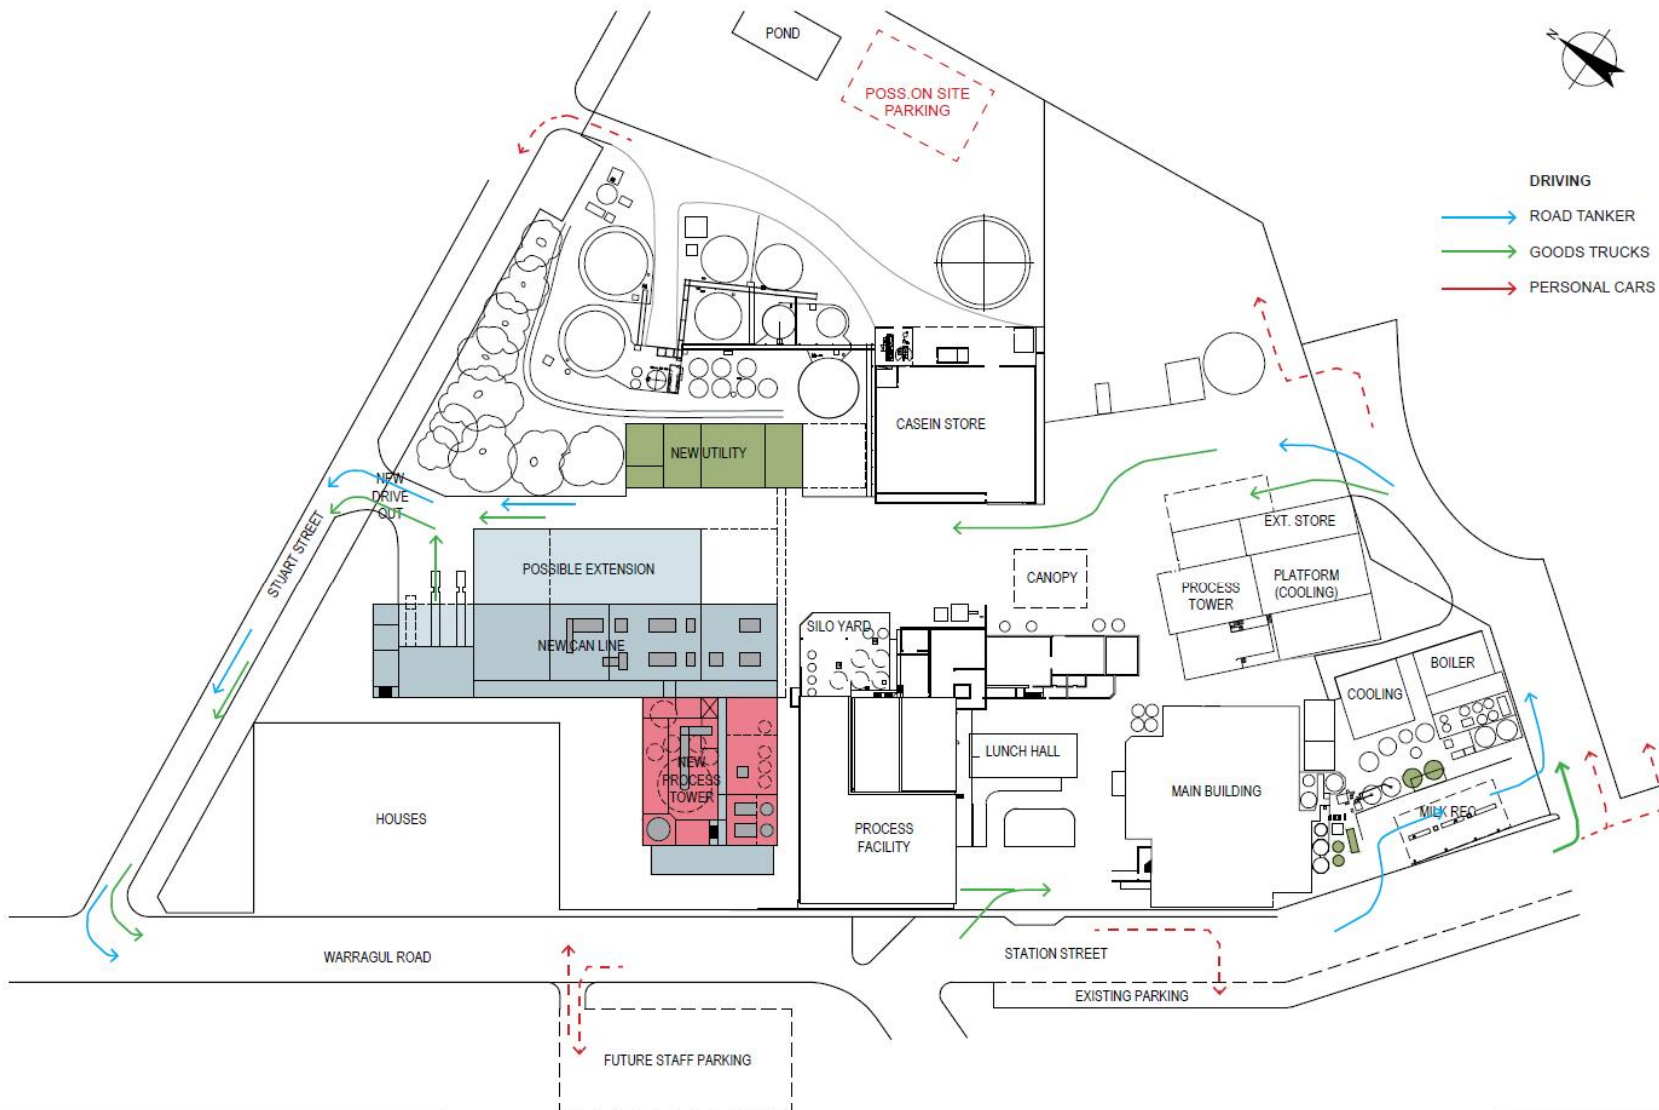 POND
N
POSS.ON SITE
PARKING
DRIVING
ROAD TANKER
GOODS TRUCKS
PERSONAL CARS
CASEIN STORE
NEW UTILITY
NEW
DRIVE
OUT
STUART STREET
EXT. STORE
POSSIBLE EXTENSION
CANOPY
PROCESS
TOWER
PLATFORM
(COOLING)
SILO YARD
NEW CAN LINE
BOILER
COOLING
LUNCH HALL
NEW
PROCESS
TOWER
MAIN BUILDING
MILK REC
HOUSES
PROCESS
FACILITY
WARRAGUL ROAD
STATION STREET
EXISTING PARKING
FUTURE STAFF PARKING